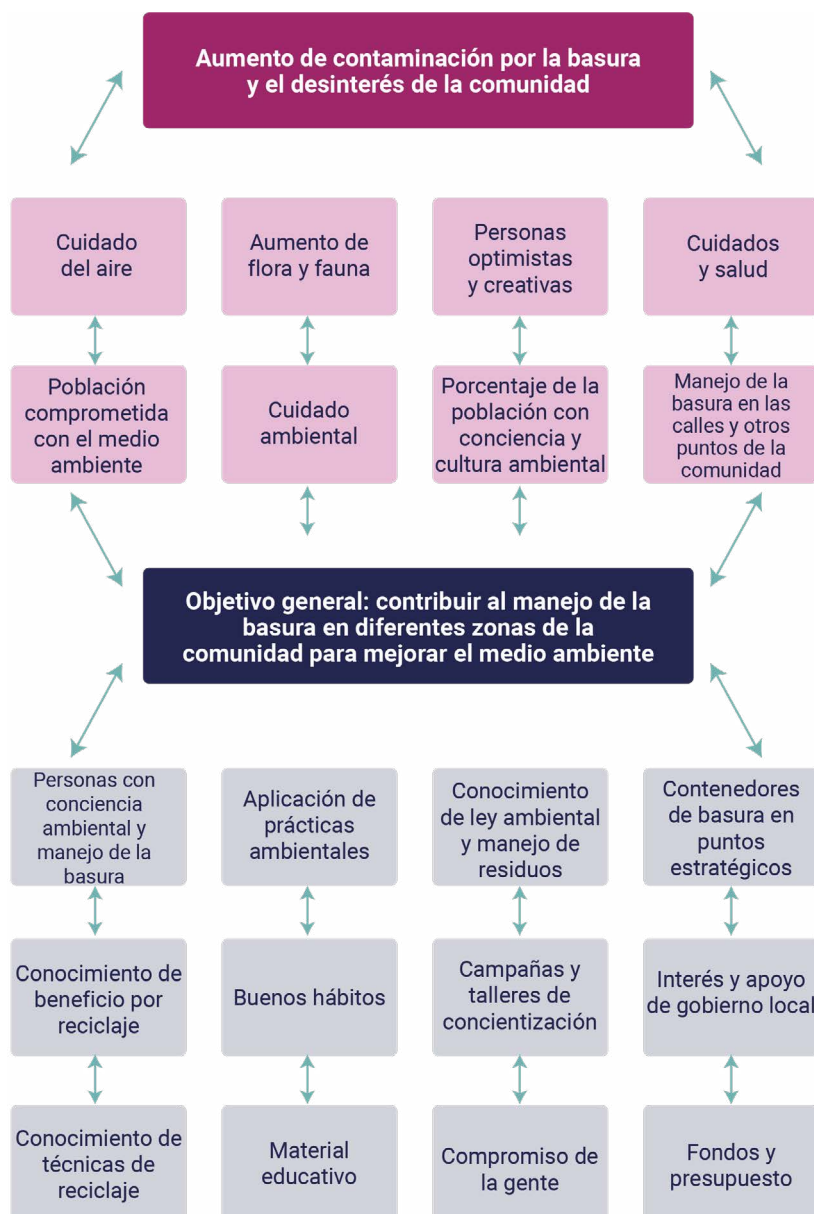 Aumento de contaminación por la basura
y el desinterés de la comunidad
Cuidado
del aire
Aumento de
flora y fauna
Personas
optimistas
y creativas
Cuidados
y salud
Población
comprometida
con el medio
ambiente
Cuidado
ambiental
Porcentaje de la
población con
conciencia y
cultura ambiental
Manejo de la
basura en las
calles y otros
puntos de la
comunidad
Objetivo general: contribuir al manejo de la
basura en diferentes zonas de la
comunidad para mejorar el medio ambiente
Personas con
conciencia
ambiental y
manejo de la
basura
Aplicación de
prácticas
ambientales
Conocimiento
de ley ambiental
y manejo de
residuos
Contenedores
de basura en
puntos
estratégicos
Conocimiento de
beneficio por
reciclaje
Buenos hábitos
Campañas y
talleres de
concientización
Interés y apoyo
de gobierno local
Conocimiento de
técnicas de
reciclaje
Material
educativo
Compromiso de
la gente
Fondos y
presupuesto